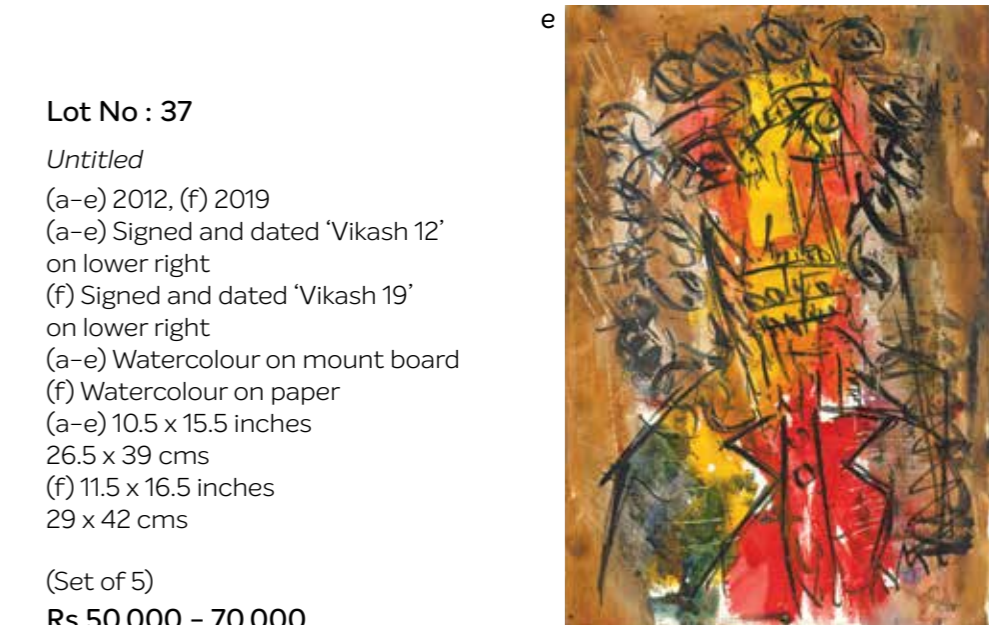 e
Lot No : 37
Untitled
(a-e) 2012, (f) 2019
(a-e) Signed and dated ‘Vikash 12’
on lower right
(f) Signed and dated ‘Vikash 19’
on lower right
(a-e) Watercolour on mount board
(f) Watercolour on paper
(a-e) 10.5 x 15.5 inches
26.5 x 39 cms
(f) 11.5 x 16.5 inches
29 x 42 cms
(Set of 5)
Rs 50,000 – 70,000